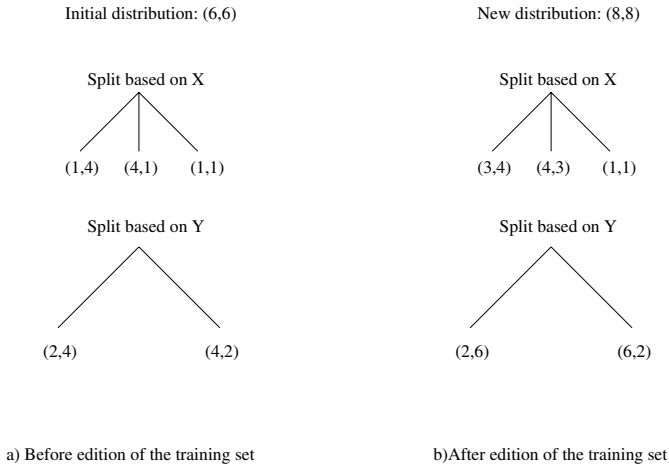 Initial distribution: (6,6)
Split based on X
(1,4) (4,1) (1,1)
Split based on Y
(2,4) (4,2)
a) Before edition of the training set
New distribution: (8,8)
Split based on X
(3,4) (4,3) (1,1)
Split based on Y
(2,6) (6,2)
b)After edition of the training set